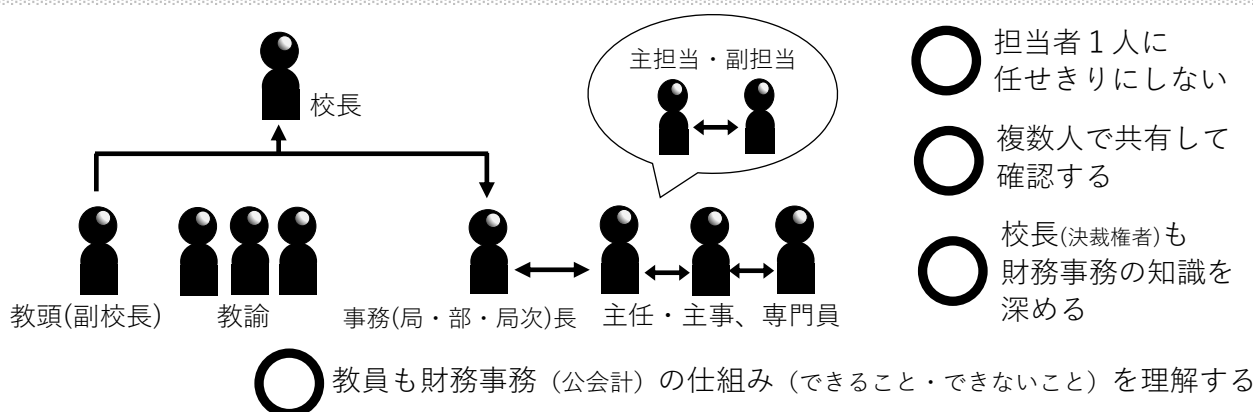 校長
主担当・副担当
教頭(副校長)
教諭
事務(局・部・局次)長
主任・主事、専門員
担当者１人に
任せきりにしない
複数人で共有して
確認する
校長(決裁権者)も
財務事務の知識を
深める
教員も財務事務（公会計）の仕組み（できること・できないこと）を理解する